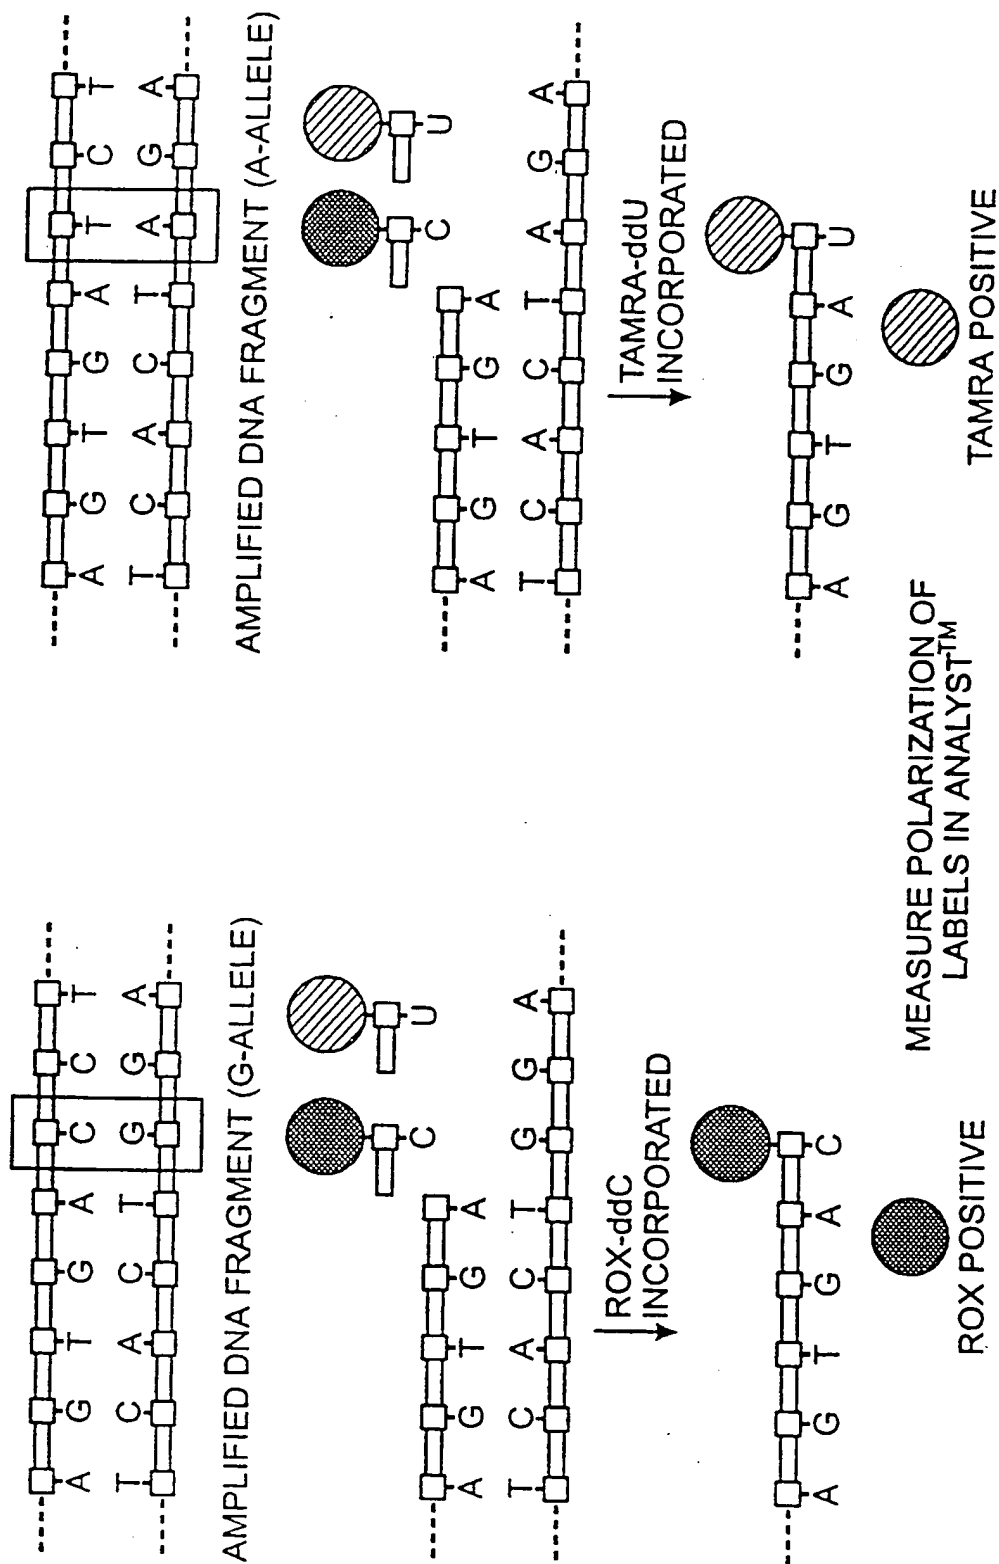 A G T G A C C T
T C A C T G G A
AMPLIFIED DNA FRAGMENT (G-ALLELE)
C U
A G T G A
T C A C T G G A
ROX-ddC
INCORPORATED
A G T G A C
ROX POSITIVE
A G T G A T C T
T C A C T A G A
AMPLIFIED DNA FRAGMENT (A-ALLELE)
C U
A G T G A
T C A C T A G A
TAMRA-ddU
INCORPORATED
A G T G A U
TAMRA POSITIVE
MEASURE POLARIZATION OF
LABELS IN ANALYST™